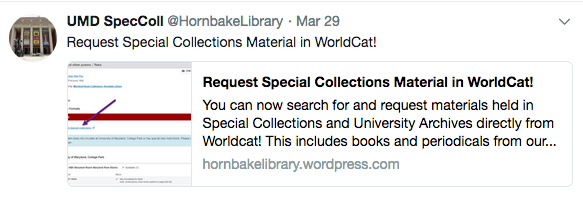 UMD SpecColl @HornbakeLibrary · Mar 29
Request Special Collections Material in WorldCat!
Request Special Collections Material in WorldCat!
You can now search for and request materials held in
Special Collections and University Archives directly from
Worldcat! This includes books and periodicals from our...
hornbakelibrary.wordpress.com